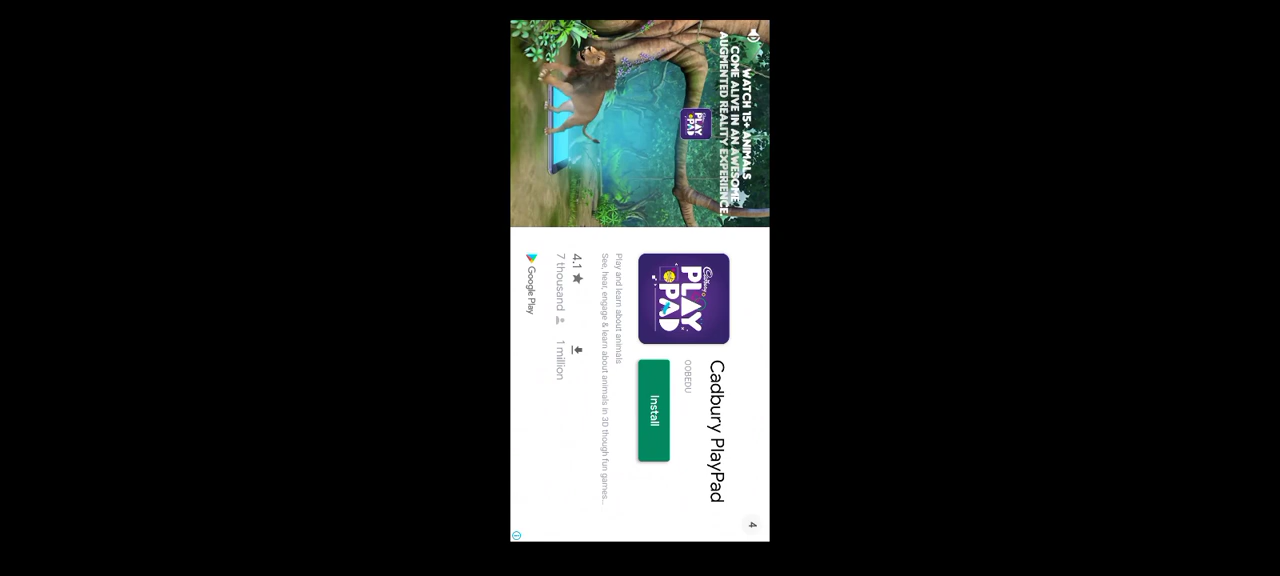 WATCH 15+ ANIMALS
COME ALIVE IN AN AWESOME
AUGMENTED REALITY EXPERIENCE
PLAY
PAD
Cadbury
PLAY
PAD
Cadbury PlayPad
OOBEDU
Install
Play and learn about animals
See, hear, engage & learn about animals in 3D though fun games...
4.1 ★
7 thousand
1 million
Google Play
4